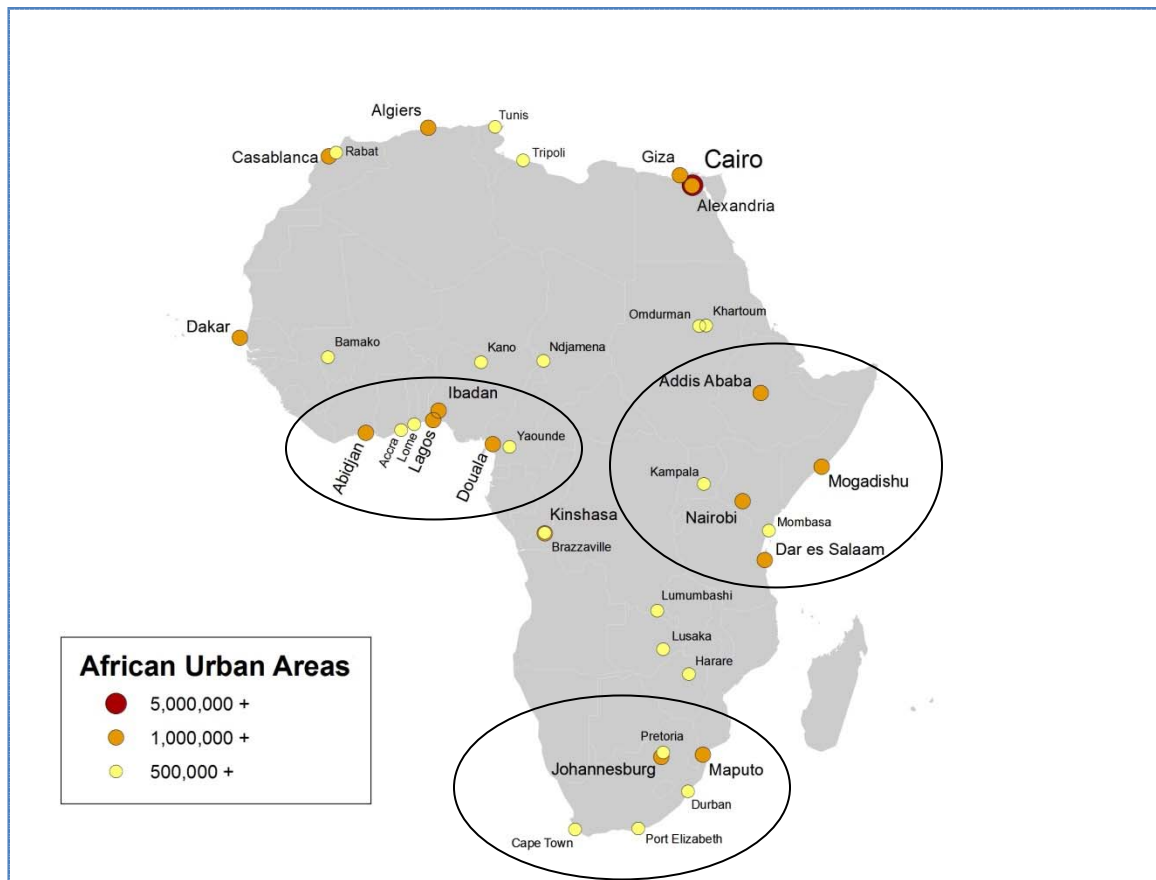 Algiers
Tunis
Casablanca
Rabat
Tripoli
Giza
Cairo
Alexandria
Dakar
Bamako
Kano
Ndjamena
Omdurman
Khartoum
Addis Ababa
Ibadan
Abidjan
Accra
Lome
Lagos
Douala
Yaounde
Kampala
Mogadishu
Nairobi
Mombasa
Dar es Salaam
Kinshasa
Brazzaville
Lumumbashi
Lusaka
Harare
Pretoria
Johannesburg
Maputo
Durban
Cape Town
Port Elizabeth
African Urban Areas
5,000,000 +
1,000,000 +
500,000 +